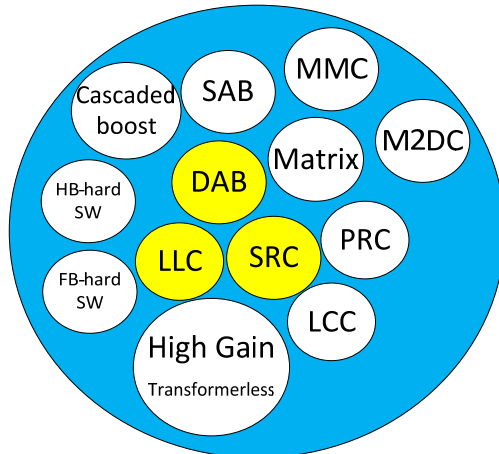 MMC
SAB
Cascaded
boost
M2DC
Matrix
DAB
HB-hard
SW
PRC
SRC
LLC
FB-hard
SW
LCC
High Gain
Transformerless